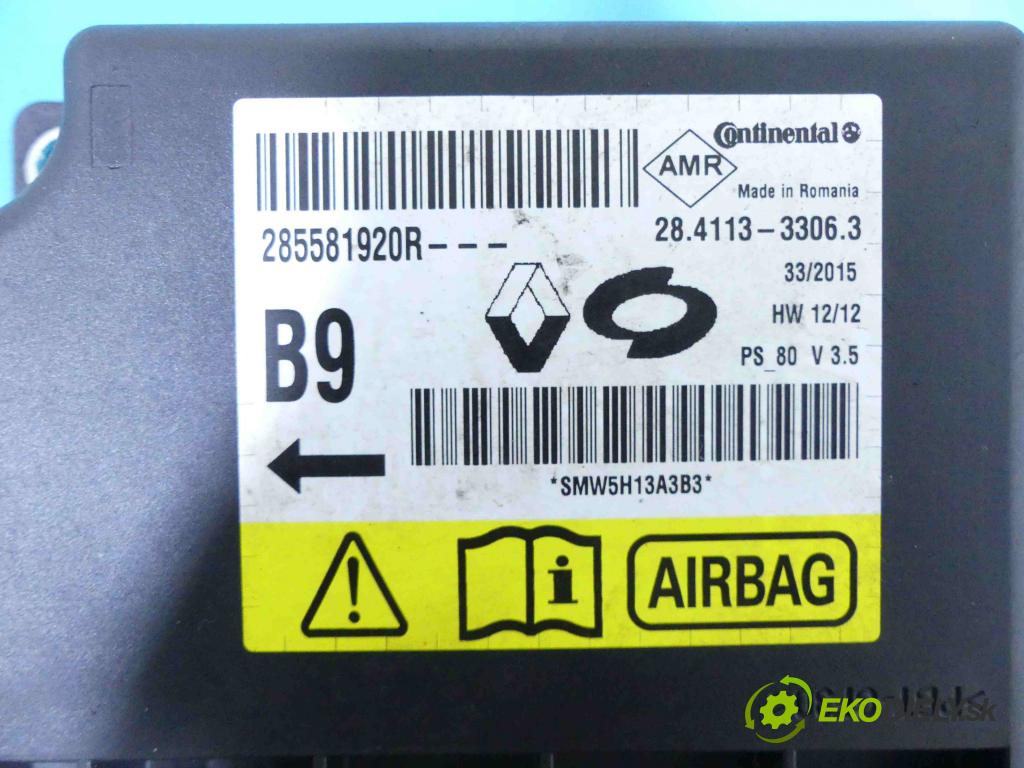 Continental
AMR
Made in Romania
285581920R---
28.4113-3306.3
33/2015
B9
HW 12/12
PS_80 V 3.5
*SMW5H13A3B3*
i
AIRBAG
EKO